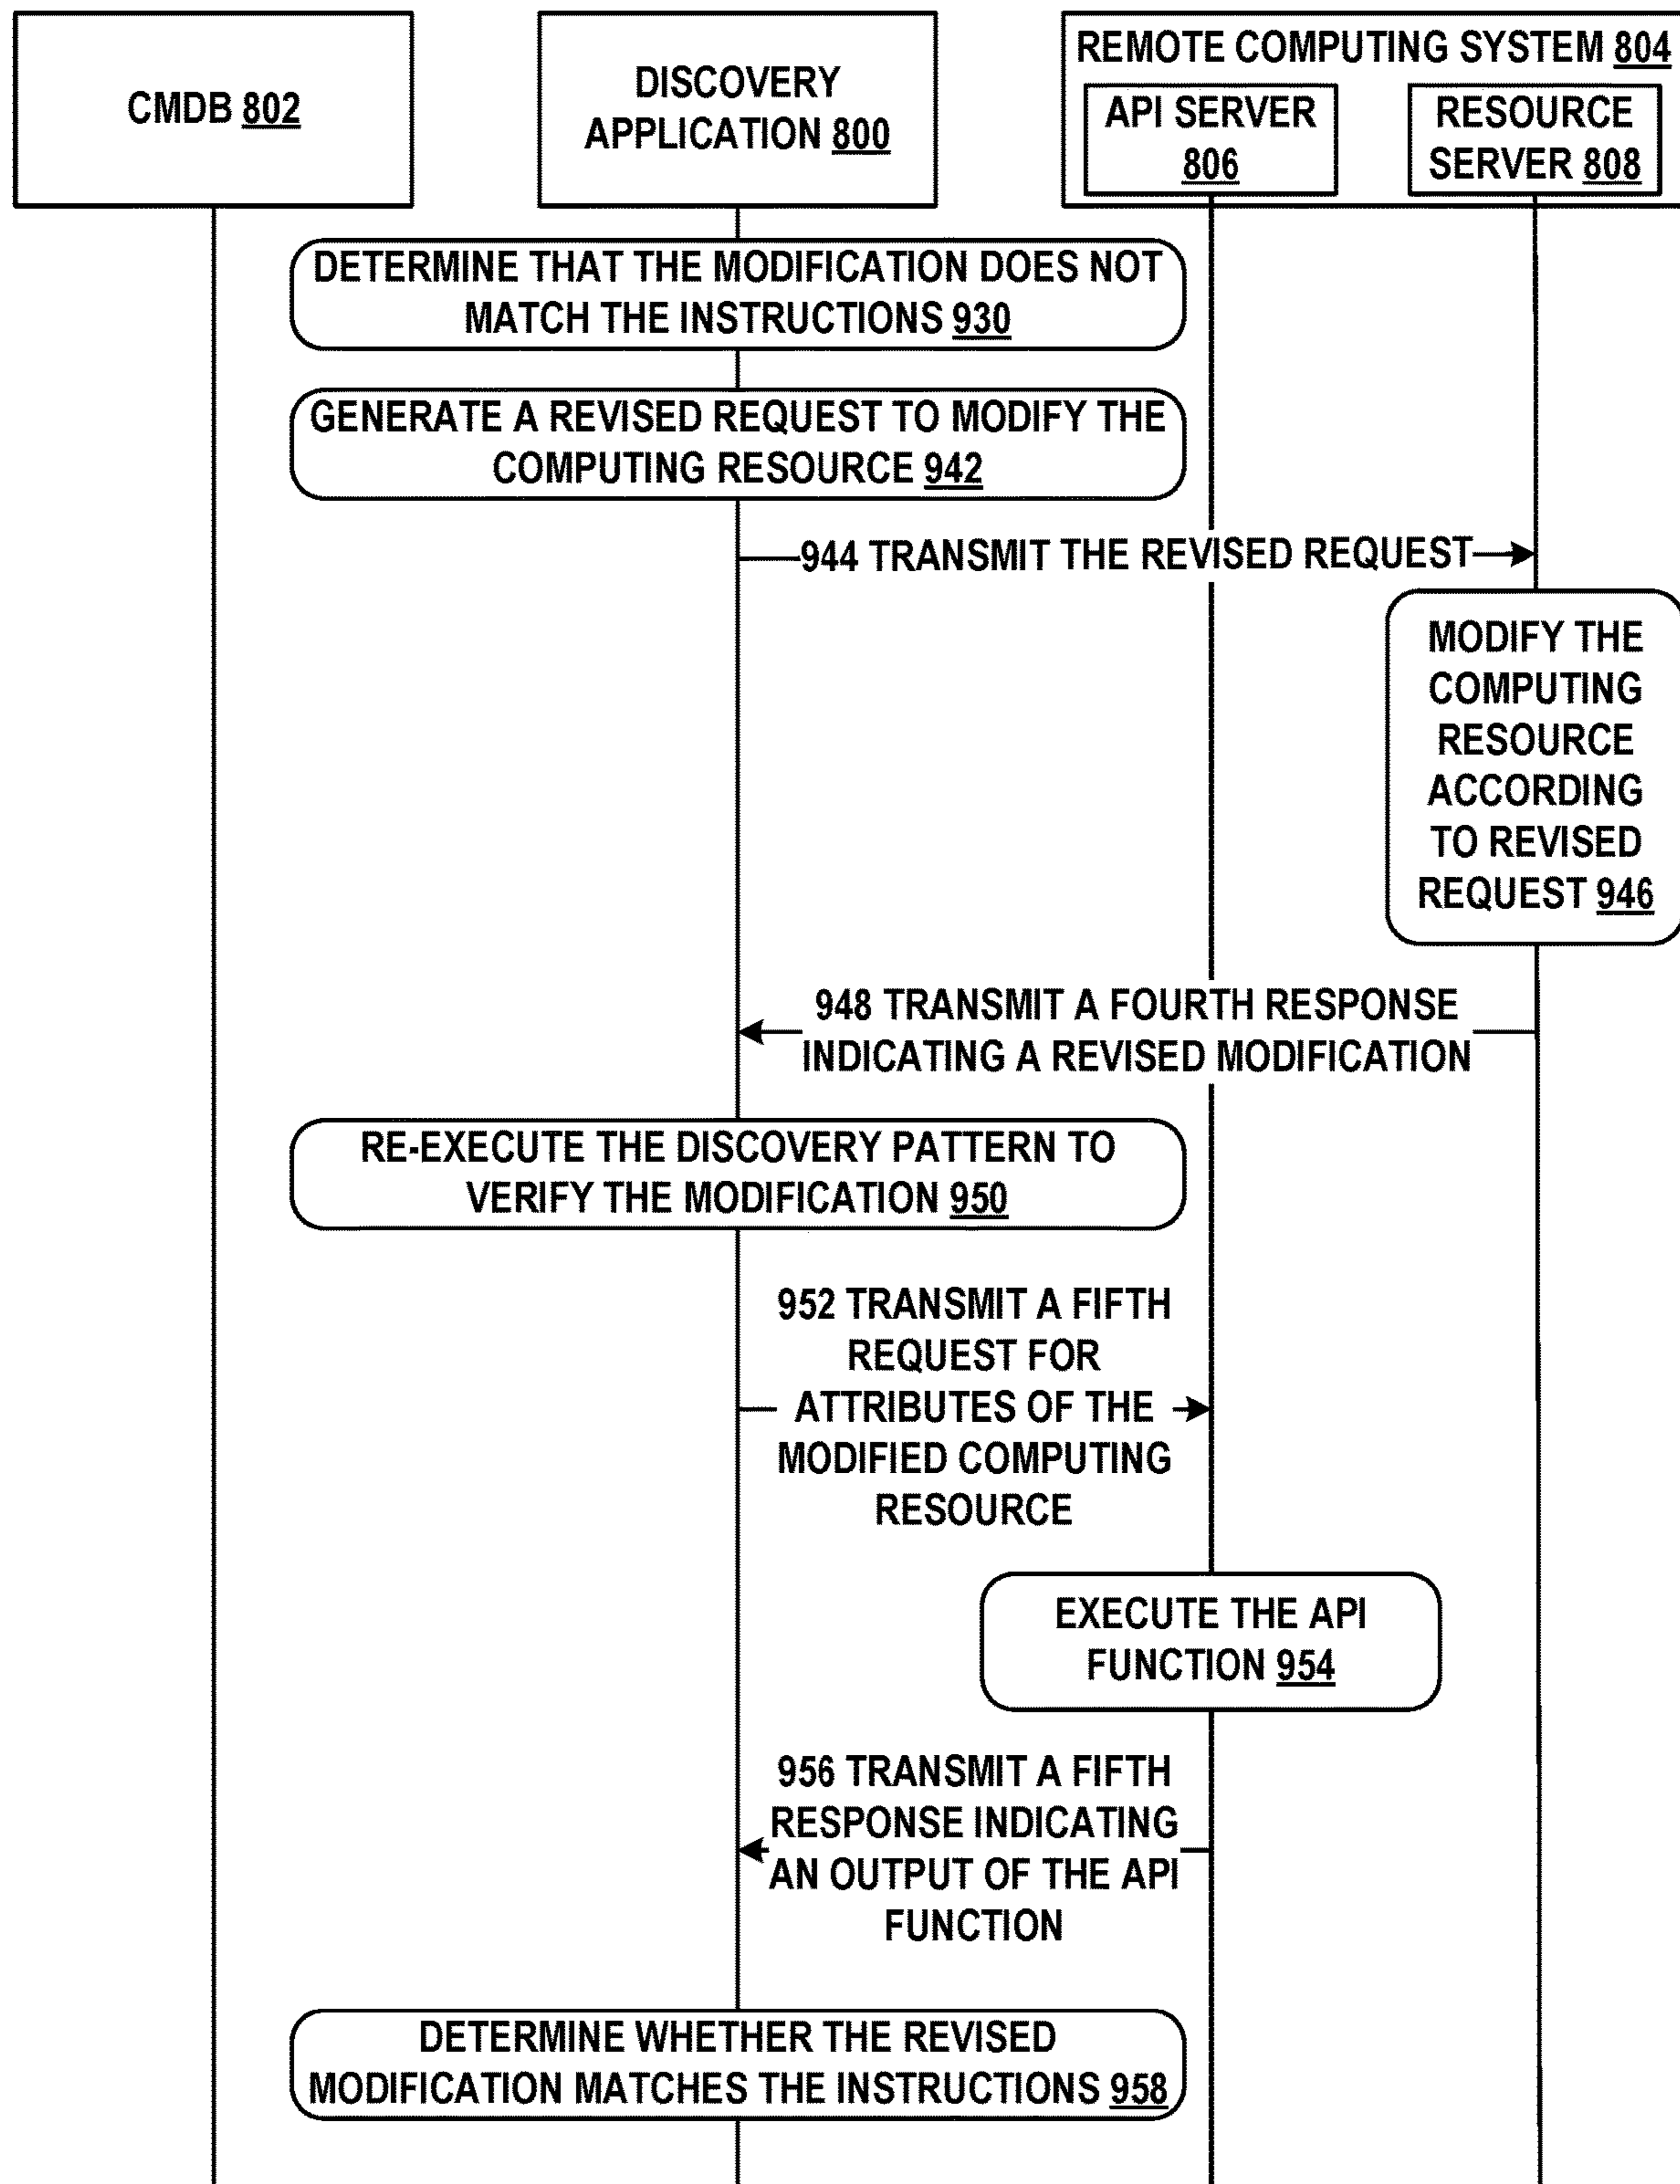 CMDB 802
DISCOVERY
APPLICATION 800
REMOTE COMPUTING SYSTEM 804
API SERVER
806
RESOURCE
SERVER 808
DETERMINE THAT THE MODIFICATION DOES NOT
MATCH THE INSTRUCTIONS 930
GENERATE A REVISED REQUEST TO MODIFY THE
COMPUTING RESOURCE 942
944 TRANSMIT THE REVISED REQUEST
MODIFY THE
COMPUTING
RESOURCE
ACCORDING
TO REVISED
REQUEST 946
948 TRANSMIT A FOURTH RESPONSE
INDICATING A REVISED MODIFICATION
RE-EXECUTE THE DISCOVERY PATTERN TO
VERIFY THE MODIFICATION 950
952 TRANSMIT A FIFTH
REQUEST FOR
ATTRIBUTES OF THE
MODIFIED COMPUTING
RESOURCE
EXECUTE THE API
FUNCTION 954
956 TRANSMIT A FIFTH
RESPONSE INDICATING
AN OUTPUT OF THE API
FUNCTION
DETERMINE WHETHER THE REVISED
MODIFICATION MATCHES THE INSTRUCTIONS 958